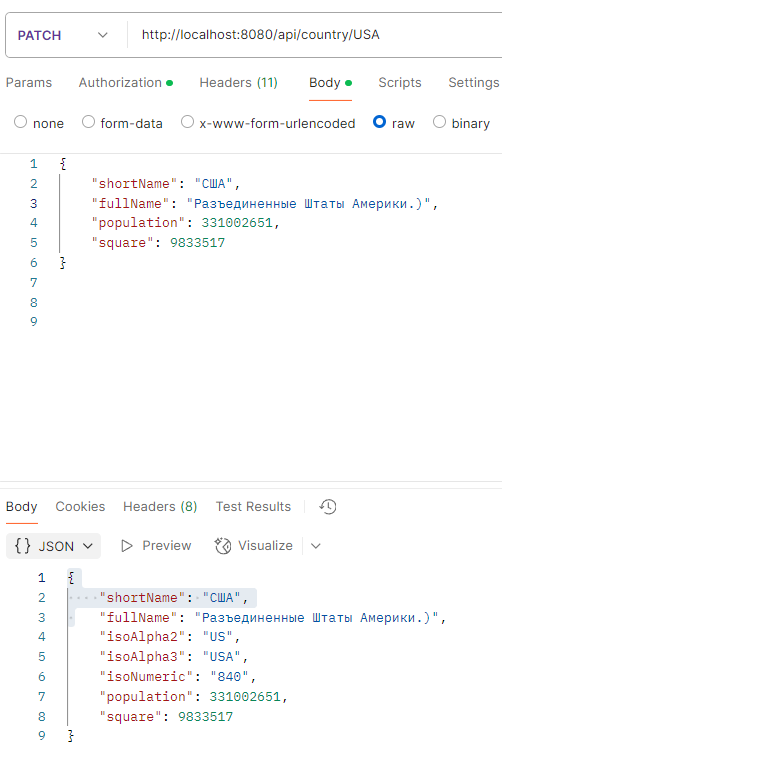 PATCH http://localhost:8080/api/country/USA
Params Authorization Headers (11) Body Scripts Settings
none form-data x-www-form-urlencoded raw binary
1 {
2 "shortName": "США",
3 "fullName": "Разъединенные Штаты Америки.)",
4 "population": 331002651,
5 "square": 9833517
6 }
7
8
9
Body Cookies Headers (8) Test Results
{} JSON Preview Visualize
1 {
2 "shortName": "США",
3 "fullName": "Разъединенные Штаты Америки.)",
4 "isoAlpha2": "US",
5 "isoAlpha3": "USA",
6 "isoNumeric": "840",
7 "population": 331002651,
8 "square": 9833517
9 }